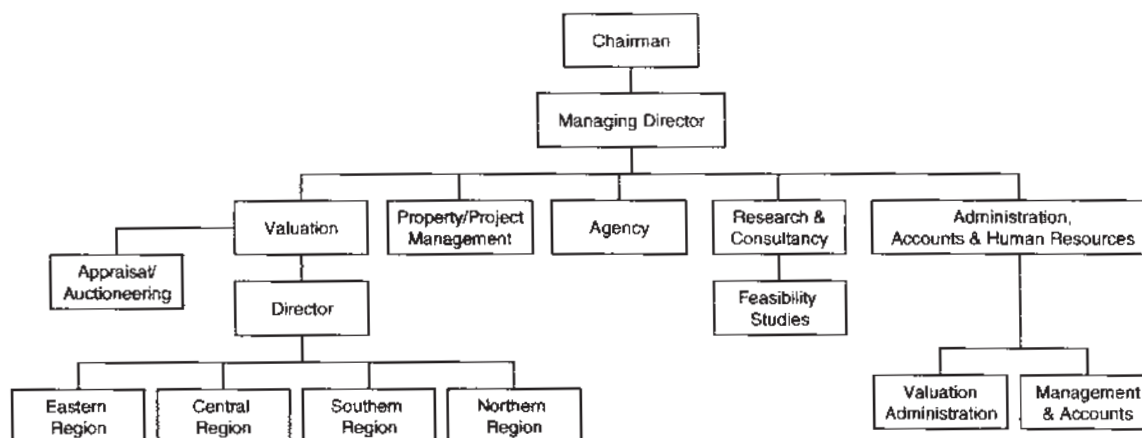 Chairman
Managing Director
Valuation
Property/Project
Management
Agency
Research &
Consultancy
Administration,
Accounts & Human Resources
Appraisal/
Auctioneering
Director
Feasibility
Studies
Eastern
Region
Central
Region
Southern
Region
Northern
Region
Valuation
Administration
Management
& Accounts